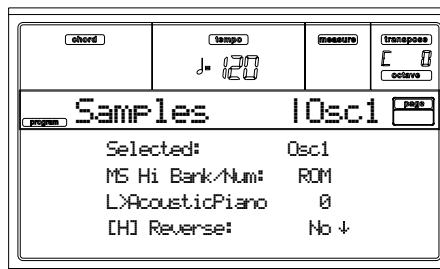 chord tempo measure transpose
♩= 120 C 0
octave
program Samples |Osc1 page
Selected: Osc1
MS Hi Bank/Num: ROM
L>AcousticPiano 0
[H] Reverse: No ↓